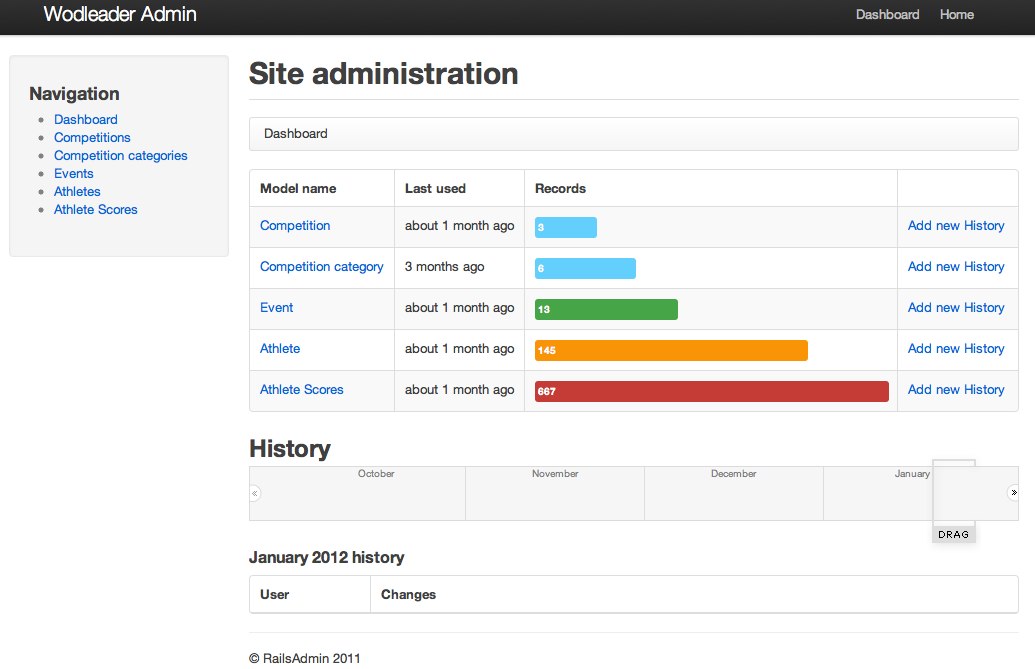 Wodleader Admin Dashboard Home
Navigation
Dashboard
Competitions
Competition categories
Events
Athletes
Athlete Scores
Site administration
Dashboard
Model name Last used Records
Competition about 1 month ago 3 Add new History
Competition category 3 months ago 6 Add new History
Event about 1 month ago 13 Add new History
Athlete about 1 month ago 145 Add new History
Athlete Scores about 1 month ago 667 Add new History
History
October November December January
« »
DRAG
January 2012 history
User Changes
© RailsAdmin 2011